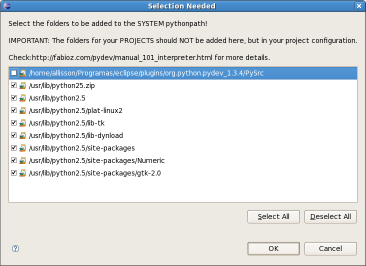 Selection Needed
Select the folders to be added to the SYSTEM pythonpath!
IMPORTANT: The folders for your PROJECTS should NOT be added here, but in your project configuration.
Check:http://fabioz.com/pydev/manual_101_interpreter.html for more details.
/home/allisson/Programas/eclipse/plugins/org.python.pydev_1.3.4/PySrc
/usr/lib/python25.zip
/usr/lib/python2.5
/usr/lib/python2.5/plat-linux2
/usr/lib/python2.5/lib-tk
/usr/lib/python2.5/lib-dynload
/usr/lib/python2.5/site-packages
/usr/lib/python2.5/site-packages/Numeric
/usr/lib/python2.5/site-packages/gtk-2.0
Select All Deselect All
? OK Cancel